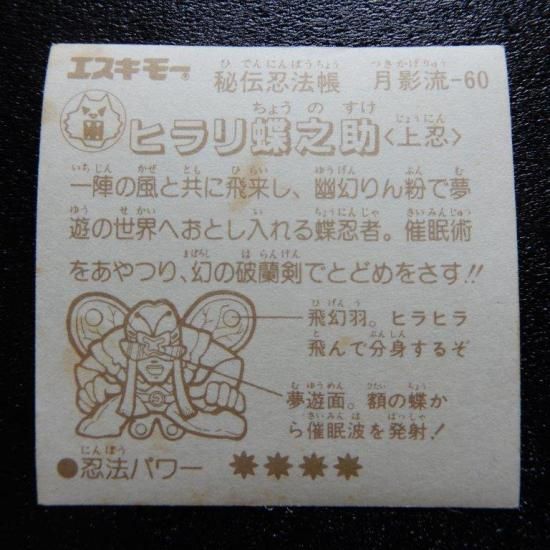 エスキモー® 秘伝忍法帳 月影流-60
ヒラリ蝶之助〈上忍〉
一陣の風と共に飛来し、幽幻りん粉で夢
遊の世界へおとし入れる蝶忍者。催眠術
をあやつり、幻の破蘭剣でとどめをさす!!
飛幻羽。ヒラヒラ
飛んで分身するぞ
夢遊面。額の蝶か
ら催眠波を発射!
●忍法パワー